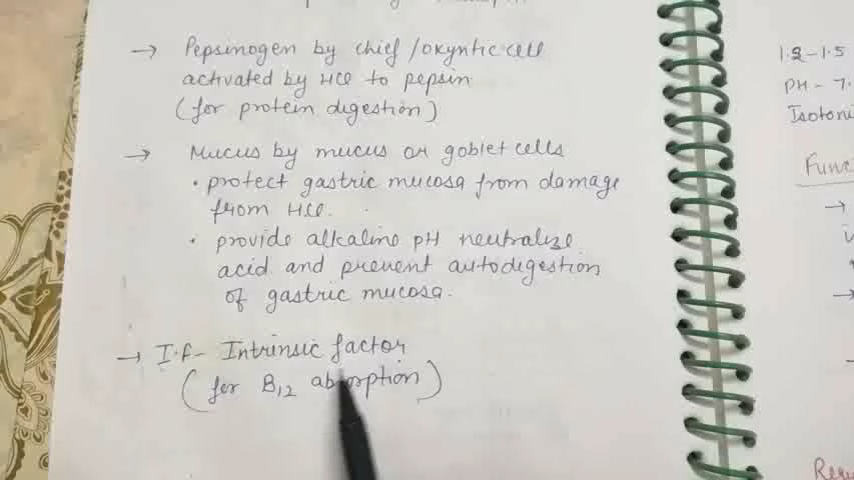 → Pepsinogen by chief /oxyntic cell
activated by HCl to pepsin
(for protein digestion)
→ Mucus by mucus or goblet cells
• protect gastric mucosa from damage
from HCl.
• provide alkaline pH neutralize
acid and prevent autodigestion
of gastric mucosa.
→ I.F- Intrinsic factor
(for B12 absorption)
1.2-1.5
PH - 7.
Isotoni
Func
→
→
Resu